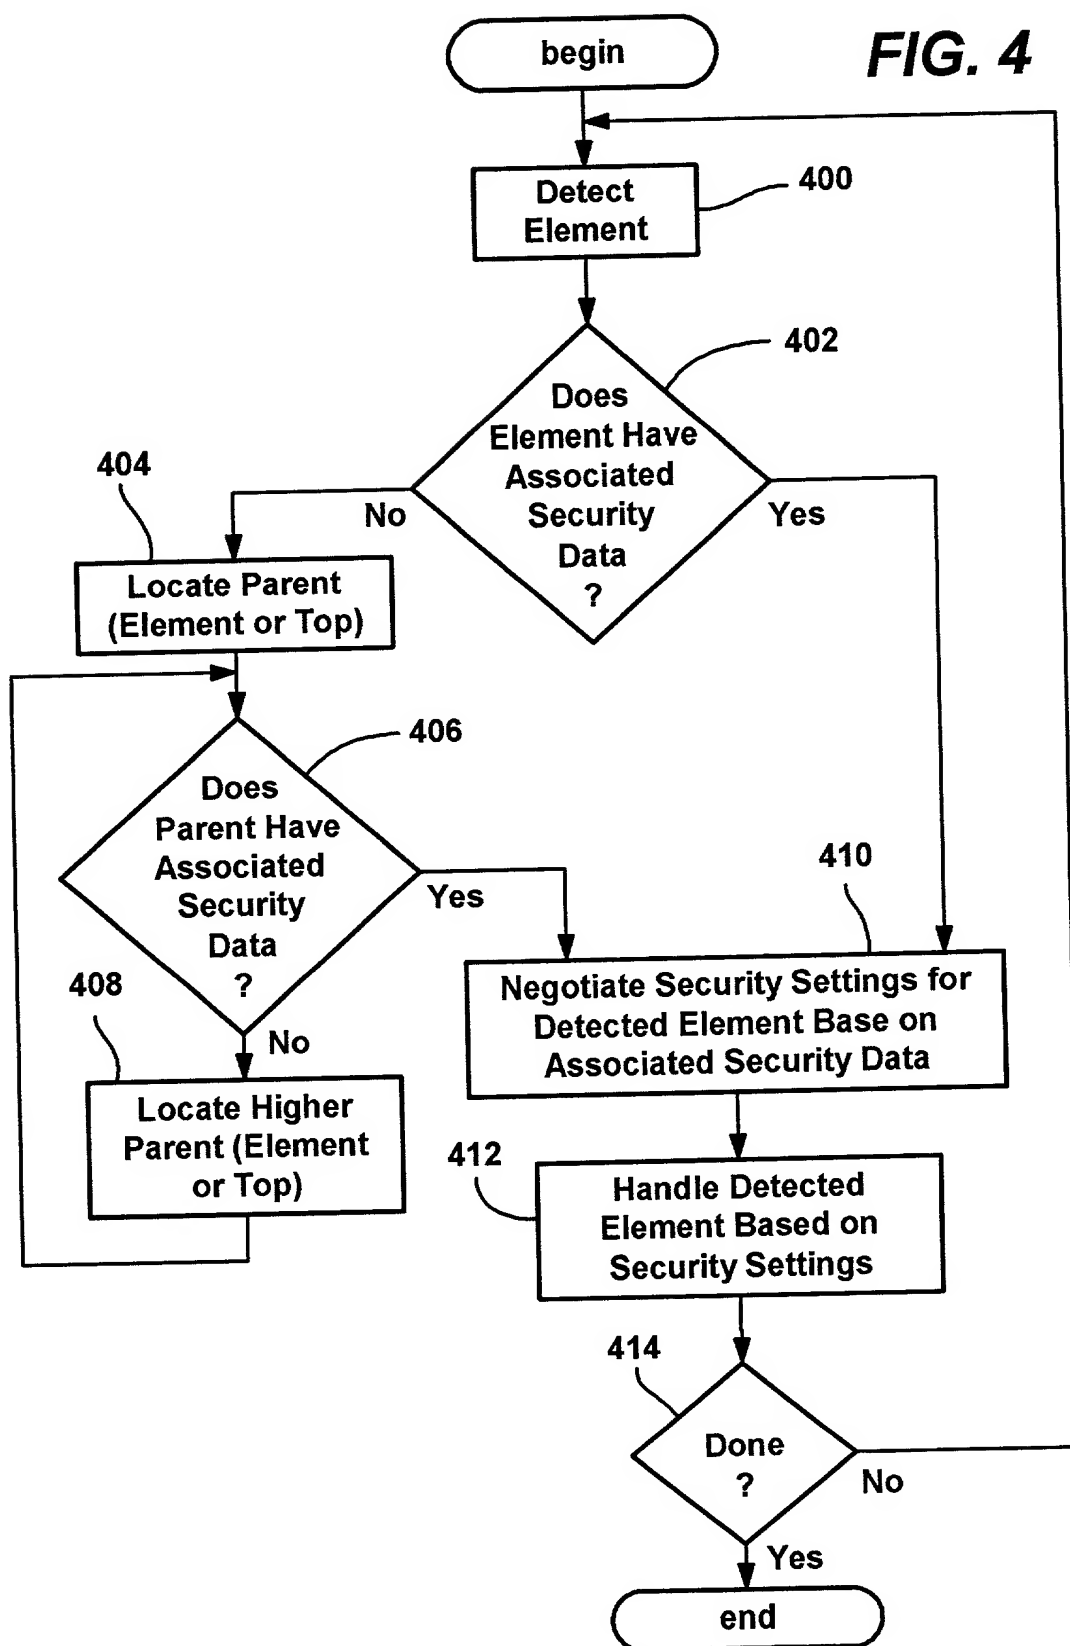 begin
FIG. 4
Detect
Element
400
402
Does
Element Have
Associated
Security
Data
?
No
Yes
404
Locate Parent
(Element or Top)
406
Does
Parent Have
Associated
Security
Data
?
Yes
No
408
Locate Higher
Parent (Element
or Top)
410
Negotiate Security Settings for
Detected Element Base on
Associated Security Data
412
Handle Detected
Element Based on
Security Settings
414
Done
?
No
Yes
end